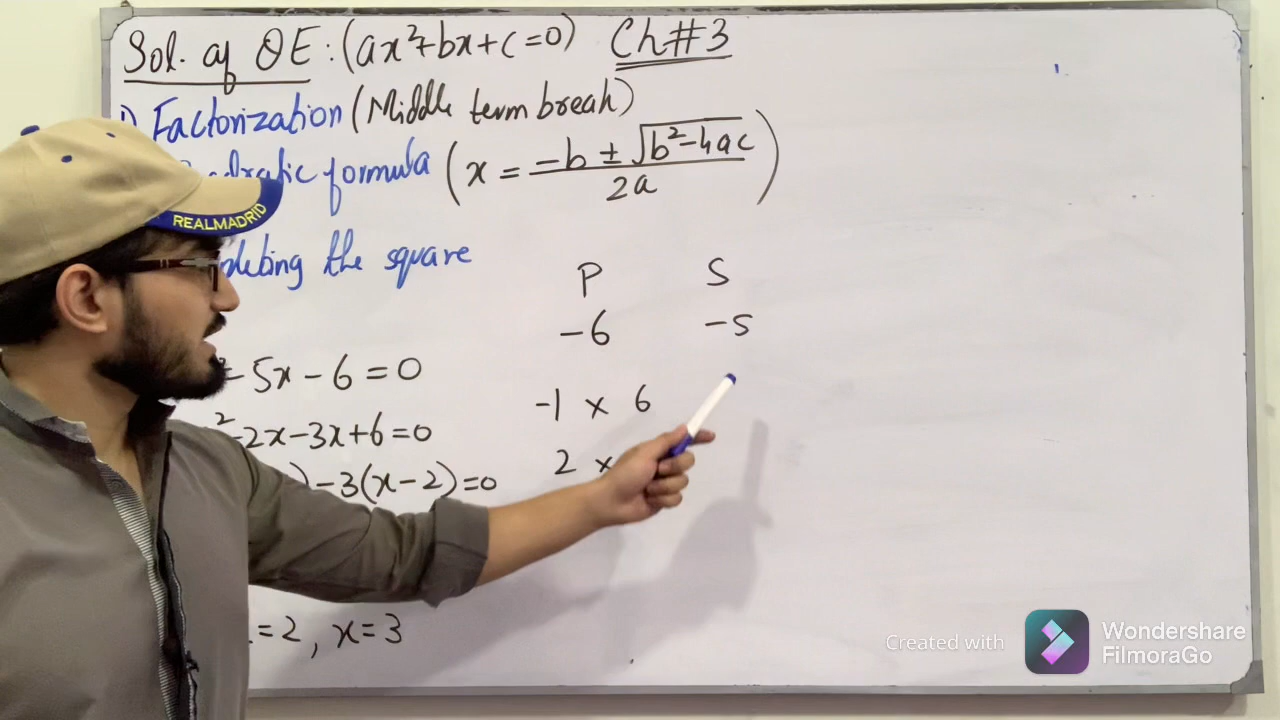 Sol. of QE: (ax²+bx+c=0) Ch#3
1) Factorization (Middle term break)
formula (x = −b ± √b²−4ac / 2a)
the square
P S
−6 −5
− 5x − 6 = 0
−1 × 6
² − 2x − 3x + 6 = 0
2 ×
) − 3(x − 2) = 0
= 2, x = 3
REALMADRID
Created with
Wondershare
FilmoraGo